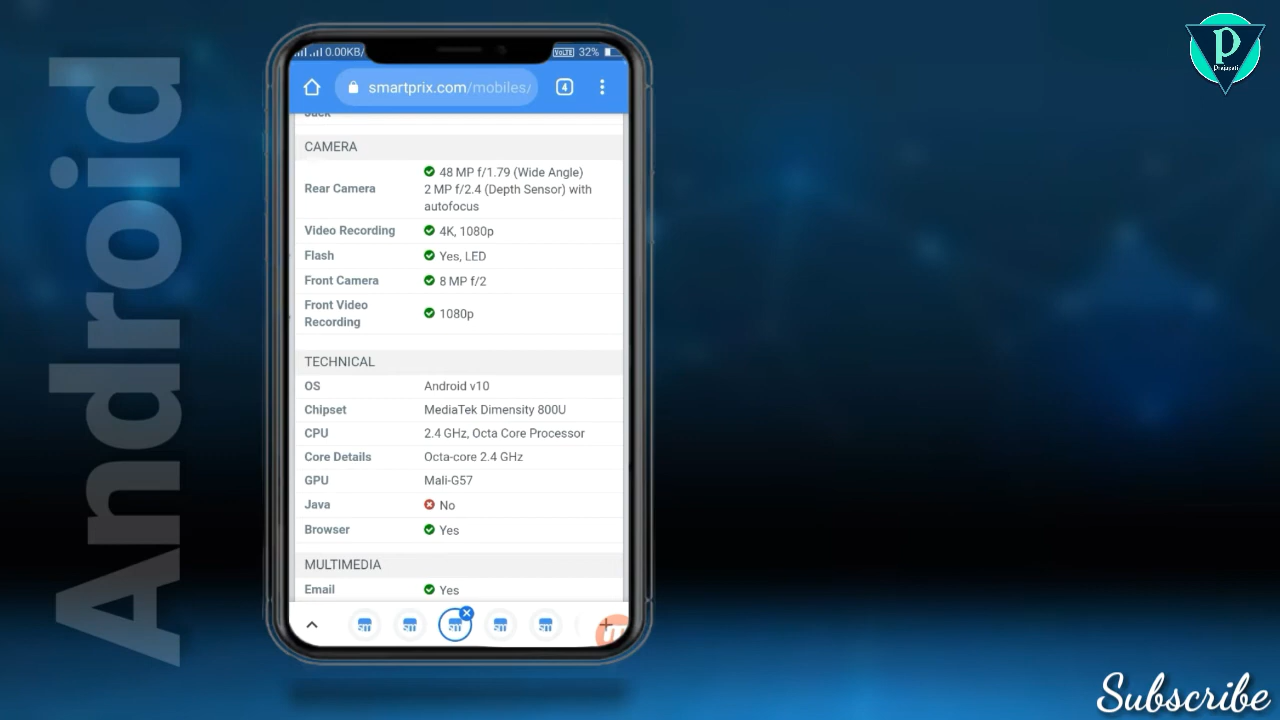 Android
0.00KB/ VoLTE 32%
smartprix.com/mobiles/ 4
Jack
CAMERA
Rear Camera 48 MP f/1.79 (Wide Angle)
2 MP f/2.4 (Depth Sensor) with
autofocus
Video Recording 4K, 1080p
Flash Yes, LED
Front Camera 8 MP f/2
Front Video
Recording 1080p
TECHNICAL
OS Android v10
Chipset MediaTek Dimensity 800U
CPU 2.4 GHz, Octa Core Processor
Core Details Octa-core 2.4 GHz
GPU Mali-G57
Java No
Browser Yes
MULTIMEDIA
Email Yes
P
Prajapati
Subscribe